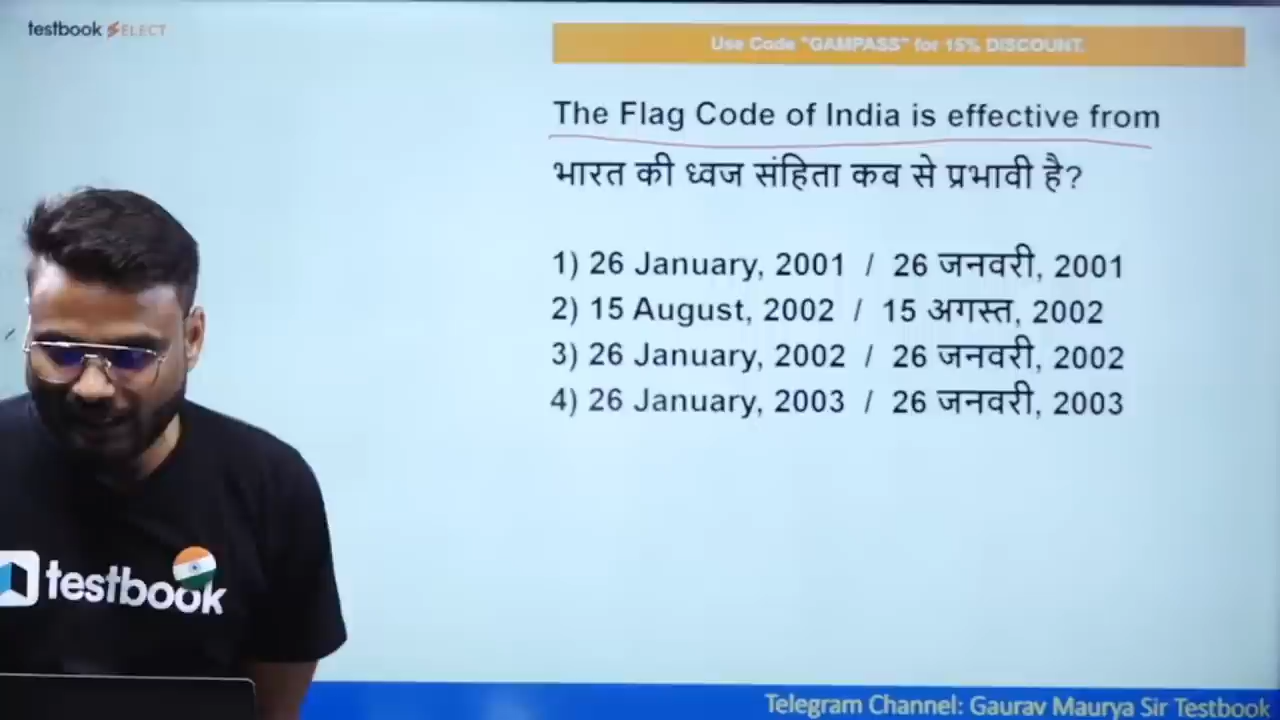 testbook SELECT
Use Code "GAMPASS" for 15% DISCOUNT.
The Flag Code of India is effective from
भारत की ध्वज संहिता कब से प्रभावी है?
1) 26 January, 2001 / 26 जनवरी, 2001
2) 15 August, 2002 / 15 अगस्त, 2002
3) 26 January, 2002 / 26 जनवरी, 2002
4) 26 January, 2003 / 26 जनवरी, 2003
testbook
Telegram Channel: Gaurav Maurya Sir Testbook